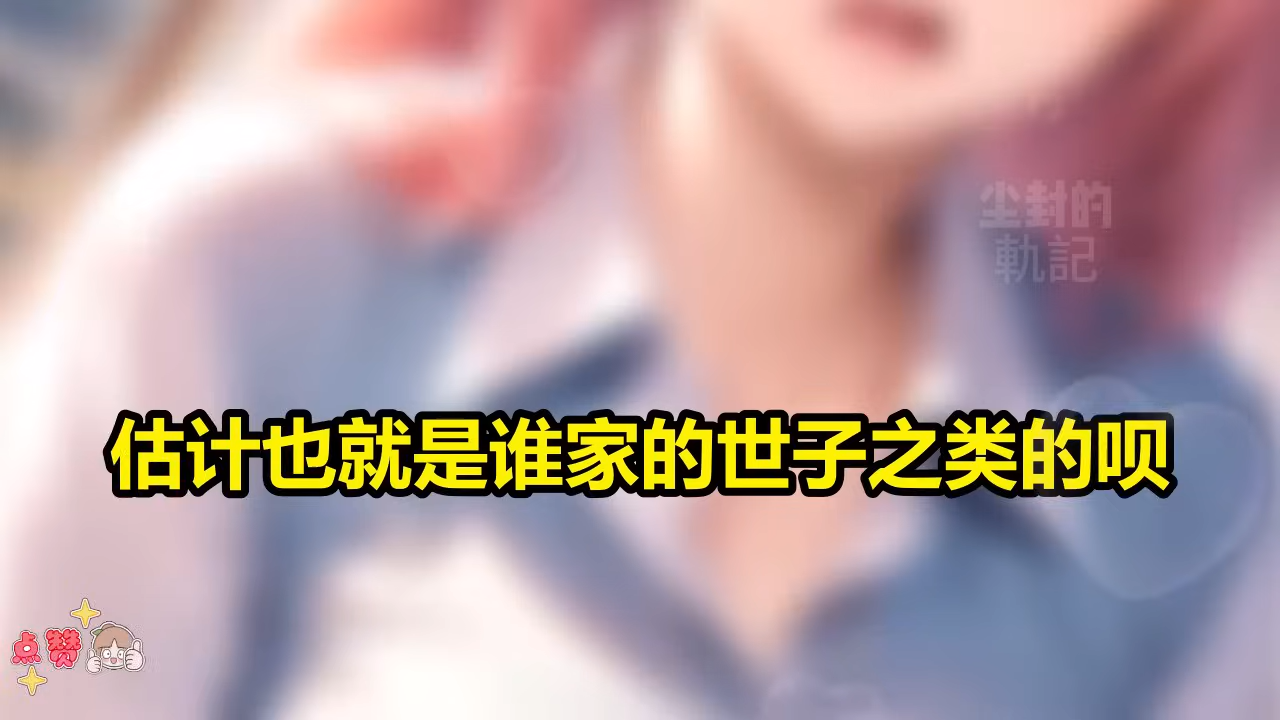 尘封的
軌記
估计也就是谁家的世子之类的呗
点赞